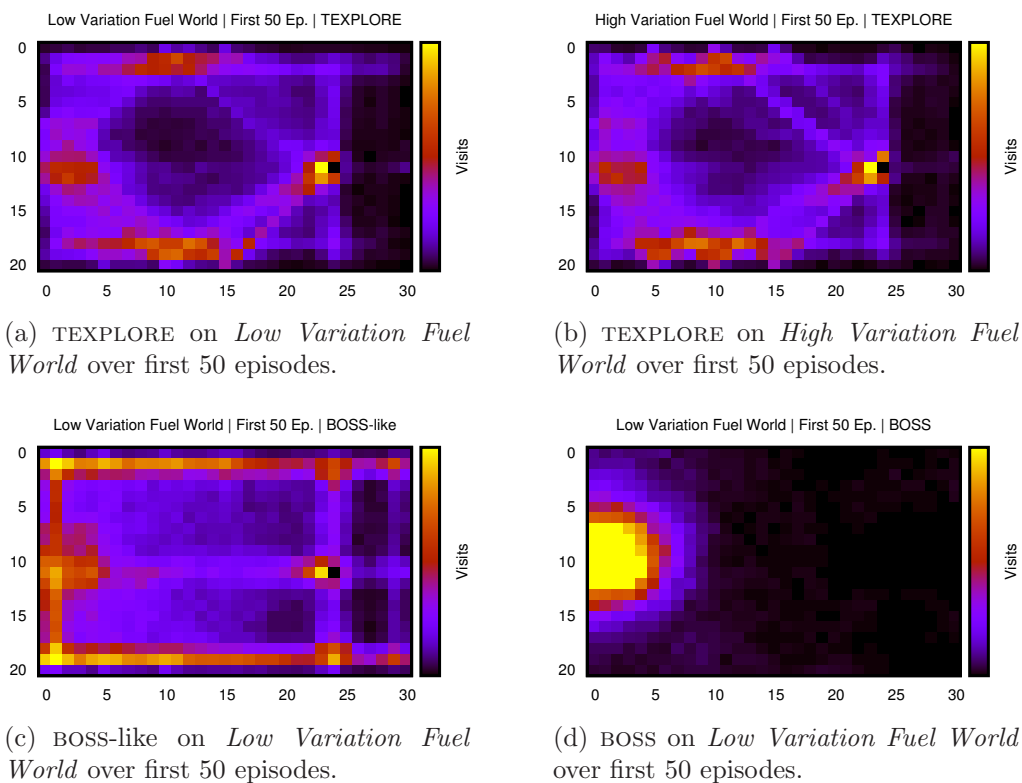 Low Variation Fuel World | First 50 Ep. | TEXPLORE
0
5
10
15
20
0 5 10 15 20 25 30
Visits
(a) TEXPLORE on Low Variation Fuel
World over first 50 episodes.
High Variation Fuel World | First 50 Ep. | TEXPLORE
0
5
10
15
20
0 5 10 15 20 25 30
Visits
(b) TEXPLORE on High Variation Fuel
World over first 50 episodes.
Low Variation Fuel World | First 50 Ep. | BOSS-like
0
5
10
15
20
0 5 10 15 20 25 30
Visits
(c) BOSS-like on Low Variation Fuel
World over first 50 episodes.
Low Variation Fuel World | First 50 Ep. | BOSS
0
5
10
15
20
0 5 10 15 20 25 30
Visits
(d) BOSS on Low Variation Fuel World
over first 50 episodes.